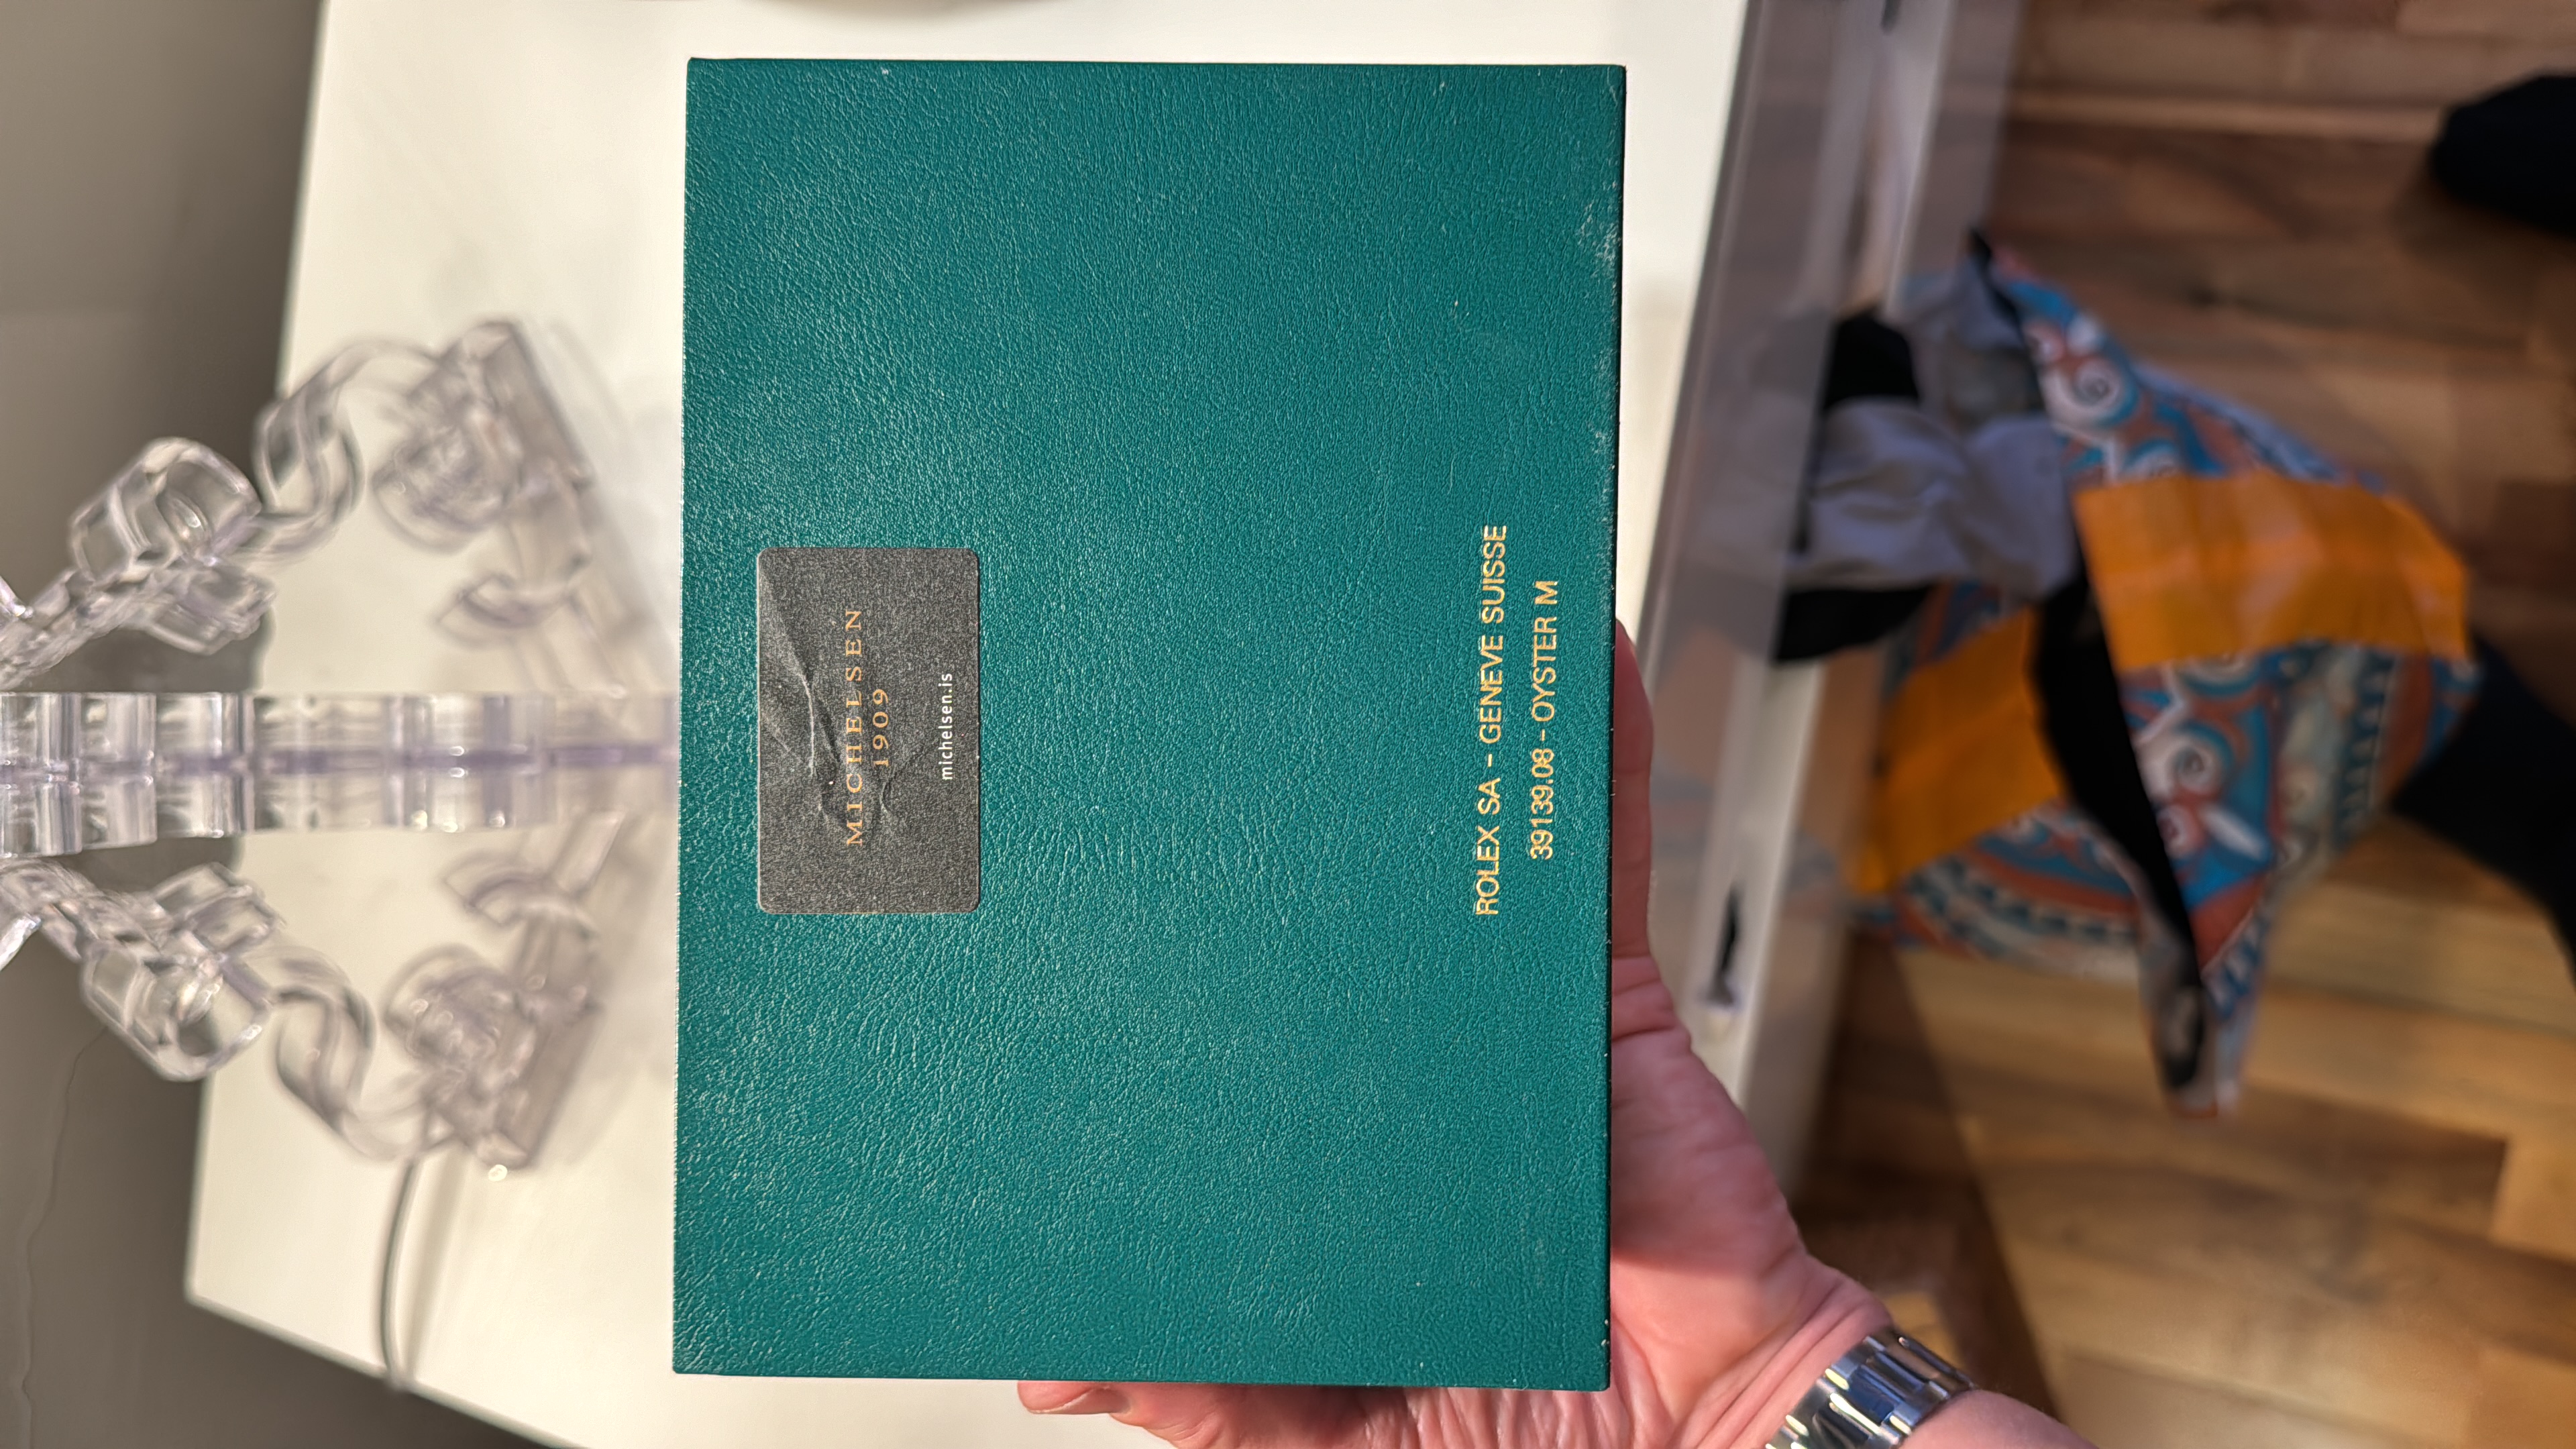 MICHELSEN
1909
michelsen.is
ROLEX SA - GENEVE SUISSE
39139.08 - OYSTER M